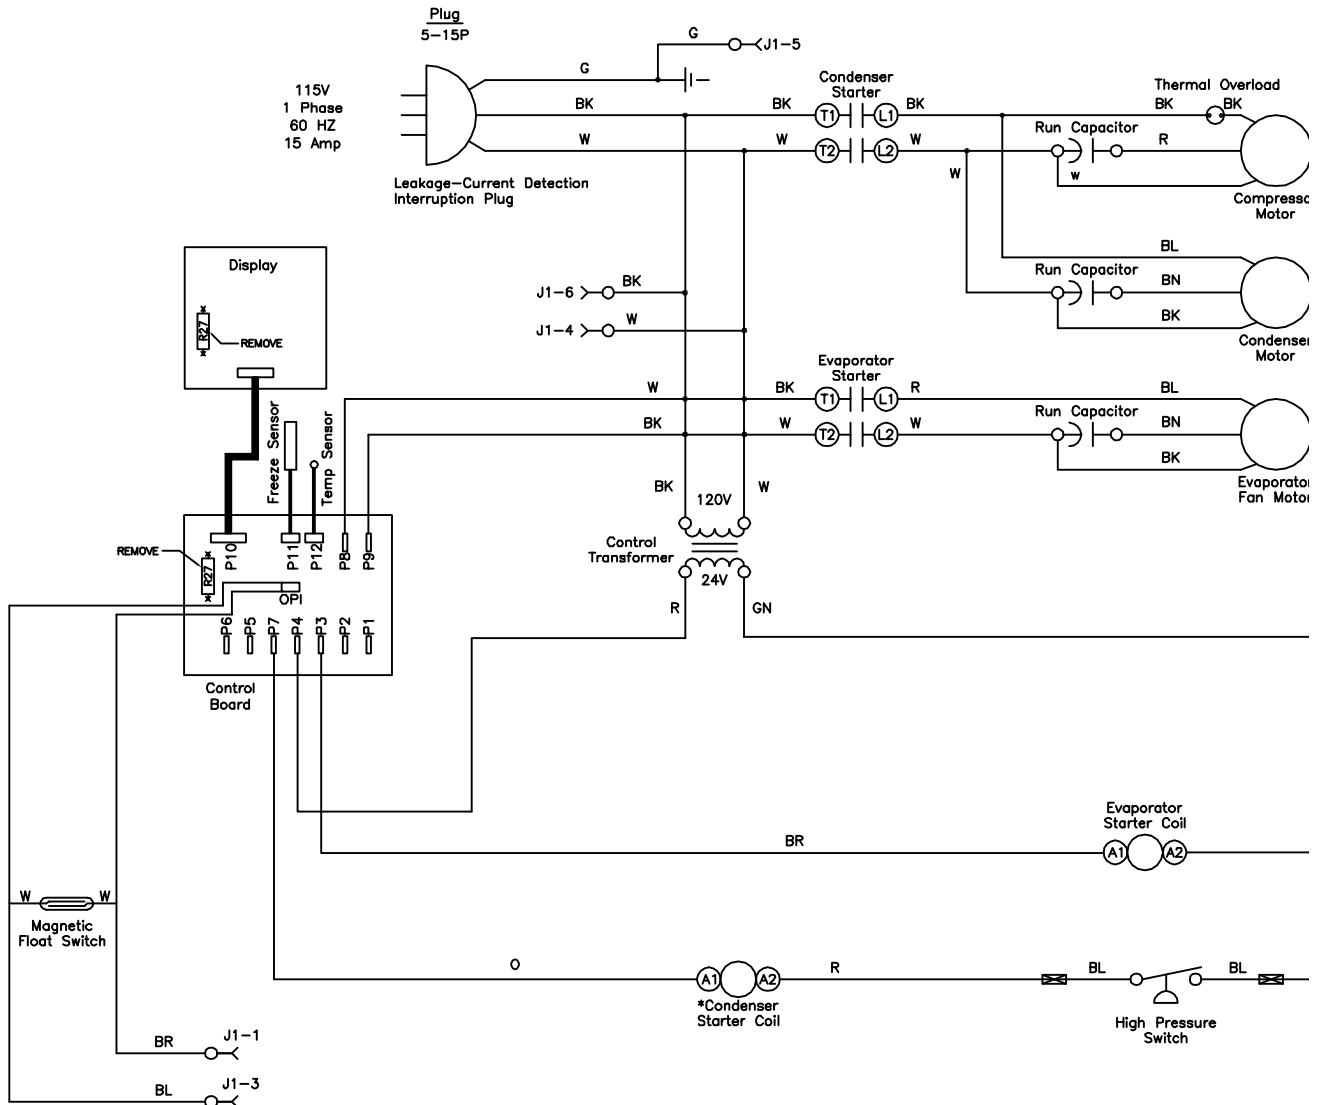 Plug
5-15P
G
J1-5
G
115V
1 Phase
60 HZ
15 Amp
BK
W
Leakage-Current Detection
Interruption Plug
Condenser
Starter
BK
T1
L1
BK
W
T2
L2
W
Thermal Overload
BK
BK
Run Capacitor
R
W
W
Compresso
Motor
BL
Run Capacitor
BN
BK
Condenser
Motor
Display
R27
REMOVE
J1-6
BK
J1-4
W
Evaporator
Starter
W
BK
T1
L1
R
BL
BK
W
T2
L2
W
Run Capacitor
BN
BK
Evaporato
Fan Moto
Freeze Sensor
Temp Sensor
BK
120V
W
Control
Transformer
24V
R
GN
REMOVE
R27
P10
P11
P12
P8
P9
OPI
P6
P5
P7
P4
P3
P2
P1
Control
Board
Evaporator
Starter Coil
BR
A1
A2
W
W
Magnetic
Float Switch
O
A1
A2
R
*Condenser
Starter Coil
BL
BL
High Pressure
Switch
BR
J1-1
BL
J1-3